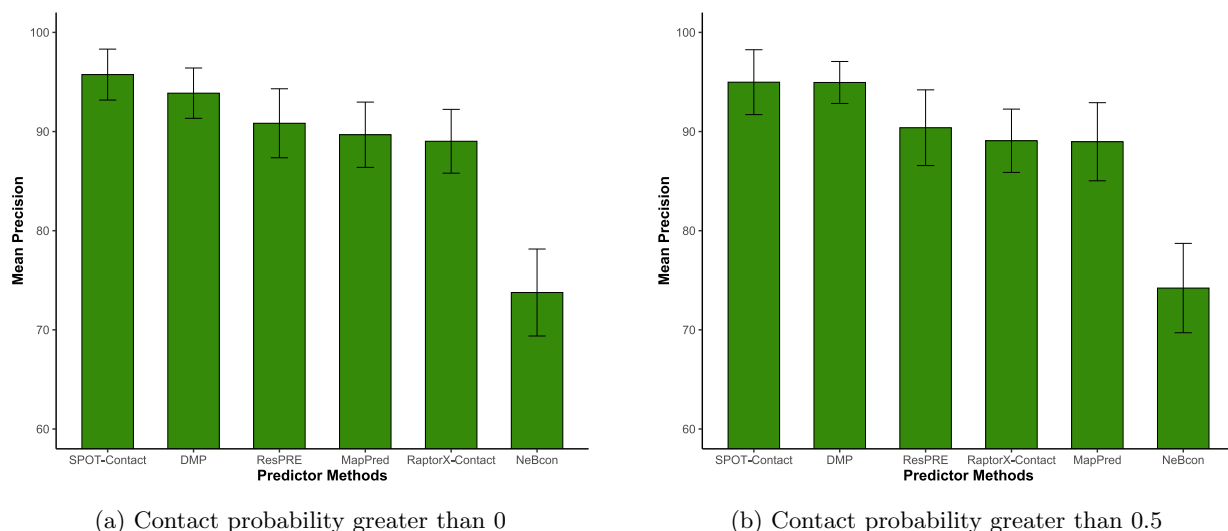 100
90
80
70
60
Mean Precision
SPOT-Contact DMP ResPRE MapPred RaptorX-Contact NeBcon
Predictor Methods
(a) Contact probability greater than 0
100
90
80
70
60
Mean Precision
SPOT-Contact DMP ResPRE RaptorX-Contact MapPred NeBcon
Predictor Methods
(b) Contact probability greater than 0.5